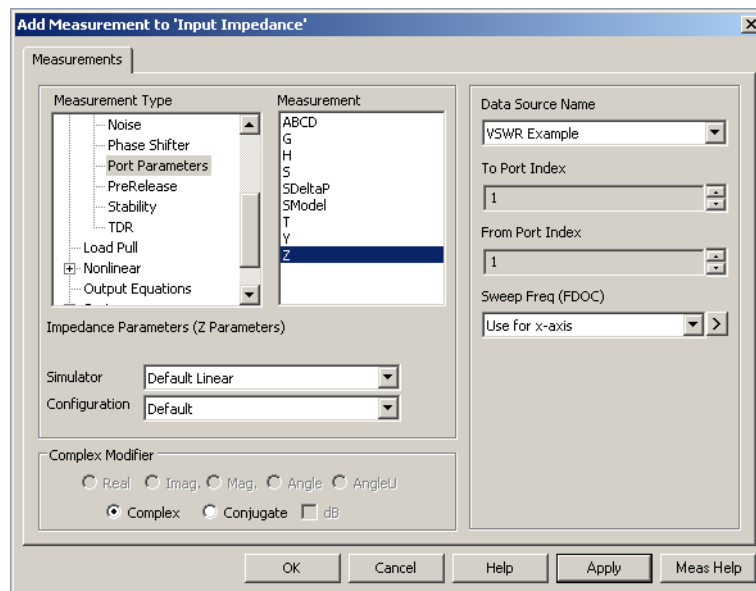 Add Measurement to 'Input Impedance'
Measurements
Measurement Type
Noise
Phase Shifter
Port Parameters
PreRelease
Stability
TDR
Load Pull
Nonlinear
Output Equations
Measurement
ABCD
G
H
S
SDeltaP
SModel
T
Y
Z
Impedance Parameters (Z Parameters)
Simulator
Default Linear
Configuration
Default
Complex Modifier
Real Imag. Mag. Angle AngleU
Complex Conjugate dB
Data Source Name
VSWR Example
To Port Index
1
From Port Index
1
Sweep Freq (FDOC)
Use for x-axis
>
OK Cancel Help Apply Meas Help